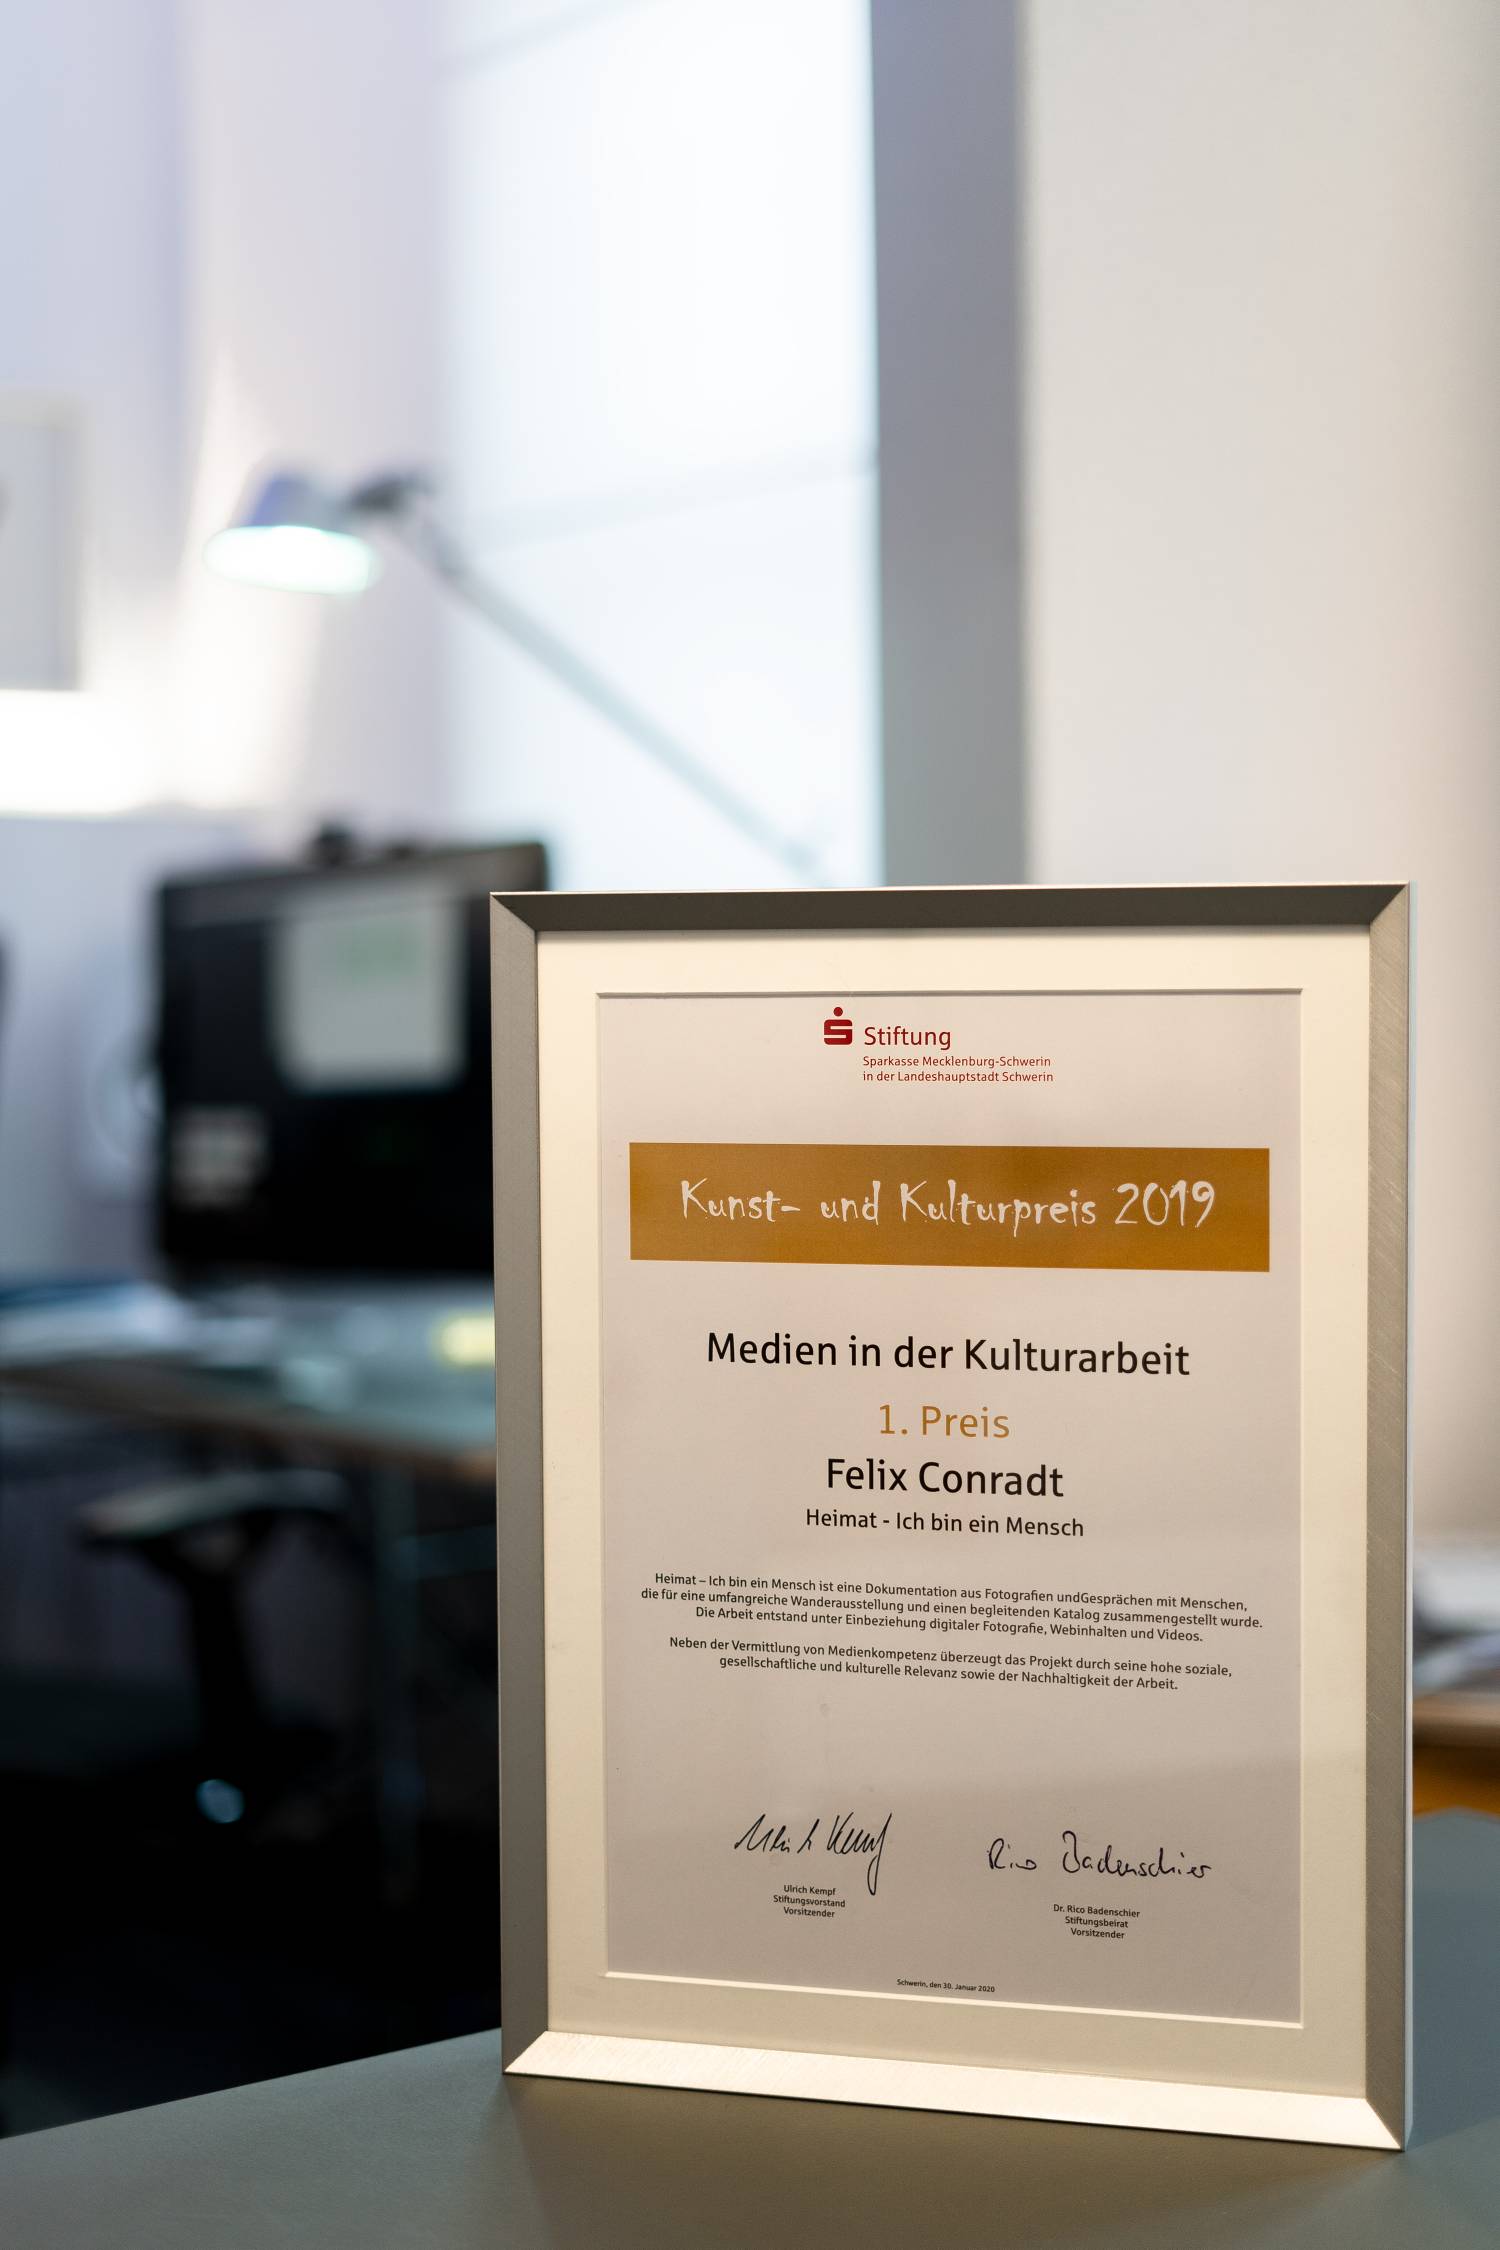 Stiftung
Sparkasse Mecklenburg-Schwerin
in der Landeshauptstadt Schwerin
Kunst- und Kulturpreis 2019
Medien in der Kulturarbeit
1. Preis
Felix Conradt
Heimat - Ich bin ein Mensch
Heimat – Ich bin ein Mensch ist eine Dokumentation aus Fotografien undGesprächen mit Menschen,
die für eine umfangreiche Wanderausstellung und einen begleitenden Katalog zusammengestellt wurde.
Die Arbeit entstand unter Einbeziehung digitaler Fotografie, Webinhalten und Videos.
Neben der Vermittlung von Medienkompetenz überzeugt das Projekt durch seine hohe soziale,
gesellschaftliche und kulturelle Relevanz sowie der Nachhaltigkeit der Arbeit.
Ulrich Kempf
Ulrich Kempf
Stiftungsvorstand
Vorsitzender
Rico Badenschier
Dr. Rico Badenschier
Stiftungsbeirat
Vorsitzender
Schwerin, den 30. Januar 2020